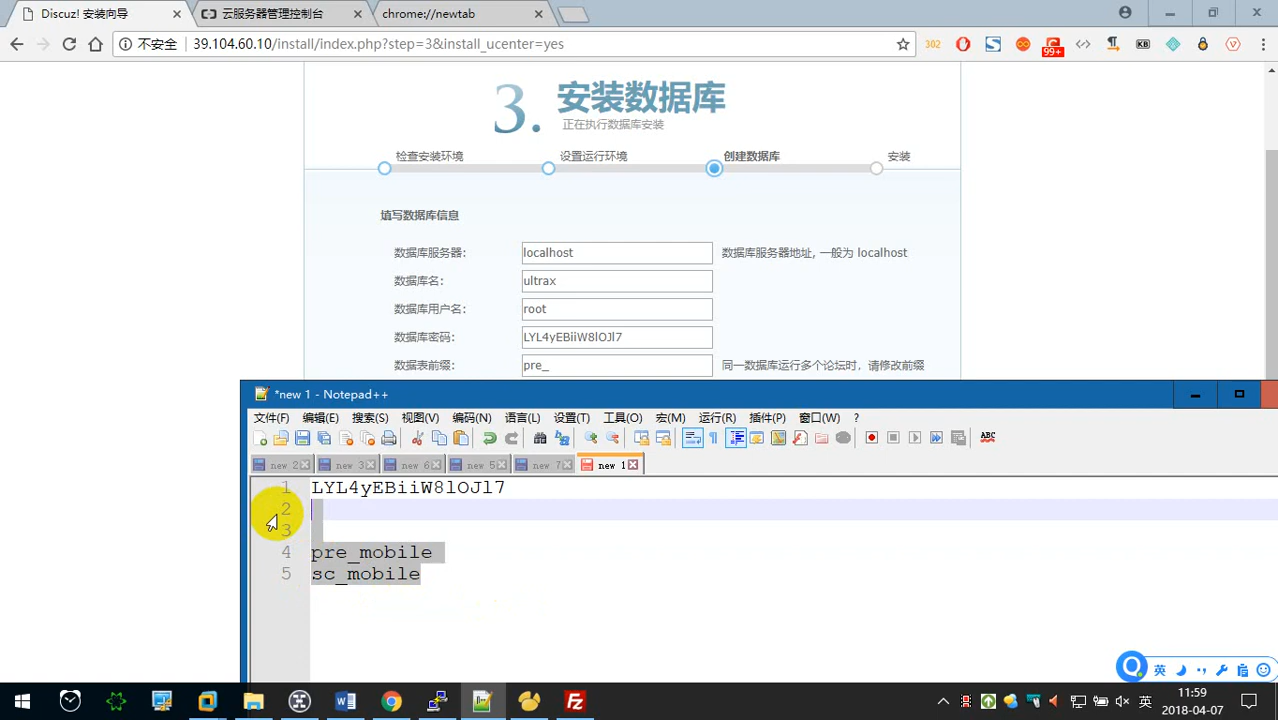 Discuz! 安装向导
云服务器管理控制台
chrome://newtab
不安全
39.104.60.10/install/index.php?step=3&install_ucenter=yes
302
99+
KB
3.
安装数据库
正在执行数据库安装
检查安装环境
设置运行环境
创建数据库
安装
填写数据库信息
数据库服务器:
localhost
数据库服务器地址, 一般为 localhost
数据库名:
ultrax
数据库用户名:
root
数据库密码:
LYL4yEBiiW8lOJl7
数据表前缀:
pre_
同一数据库运行多个论坛时, 请修改前缀
*new 1 - Notepad++
文件(F) 编辑(E) 搜索(S) 视图(V) 编码(N) 语言(L) 设置(T) 工具(O) 宏(M) 运行(R) 插件(P) 窗口(W) ?
ABC
new 2 new 3 new 6 new 5 new 7 new 1
1 LYL4yEBiiW8lOJl7
2
3
4 pre_mobile
5 sc_mobile
英
英
11:59
2018-04-07